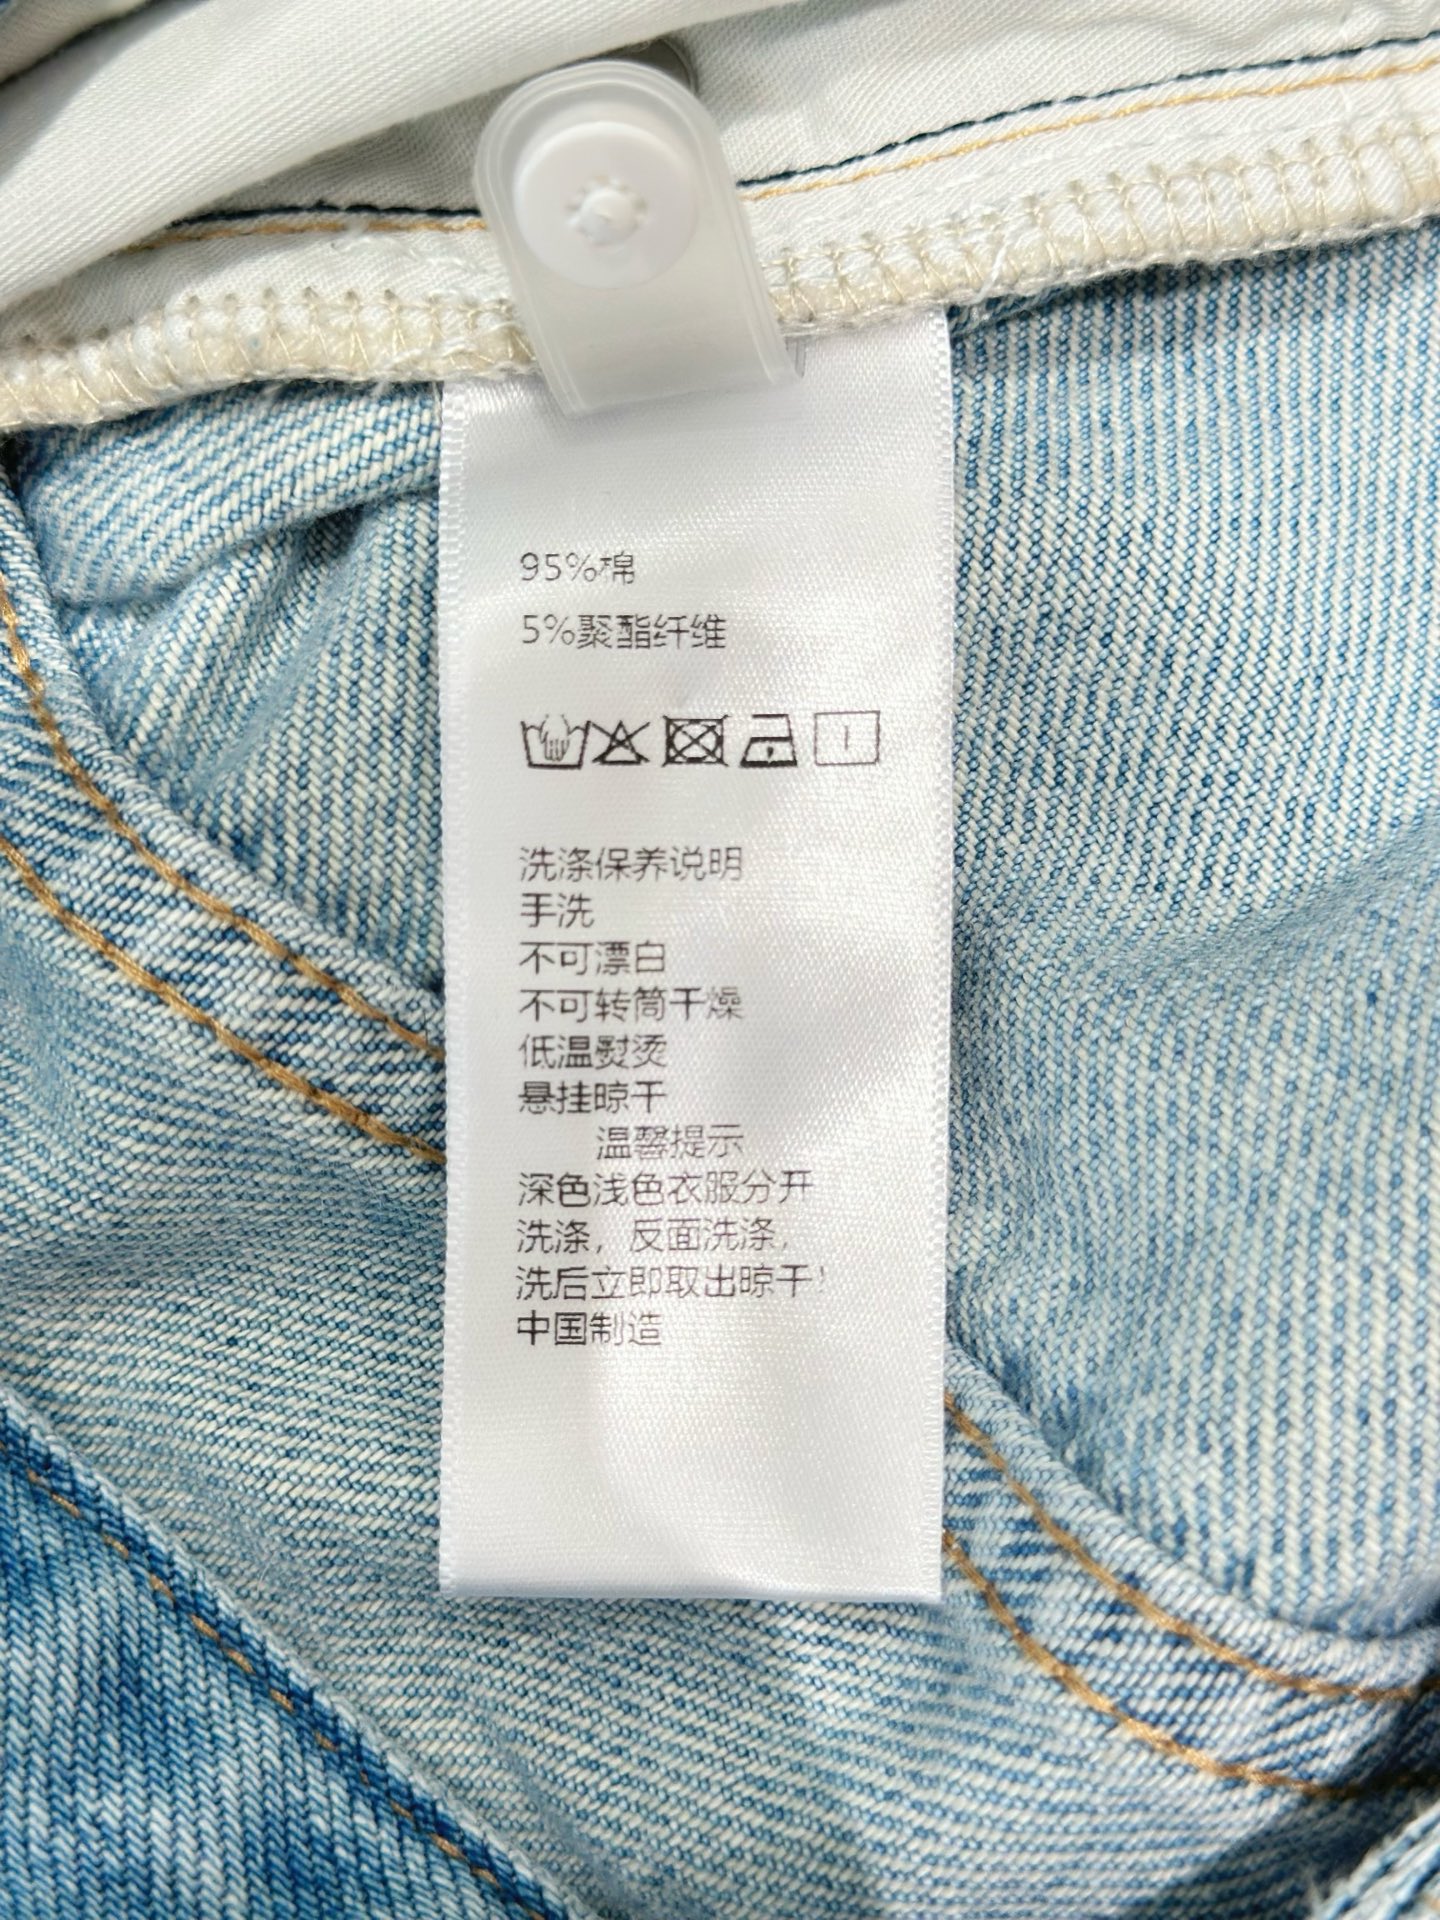 95%棉
5%聚酯纤维
洗涤保养说明
手洗
不可漂白
不可转筒干燥
低温熨烫
悬挂晾干
温馨提示
深色浅色衣服分开
洗涤，反面洗涤，
洗后立即取出晾干！
中国制造